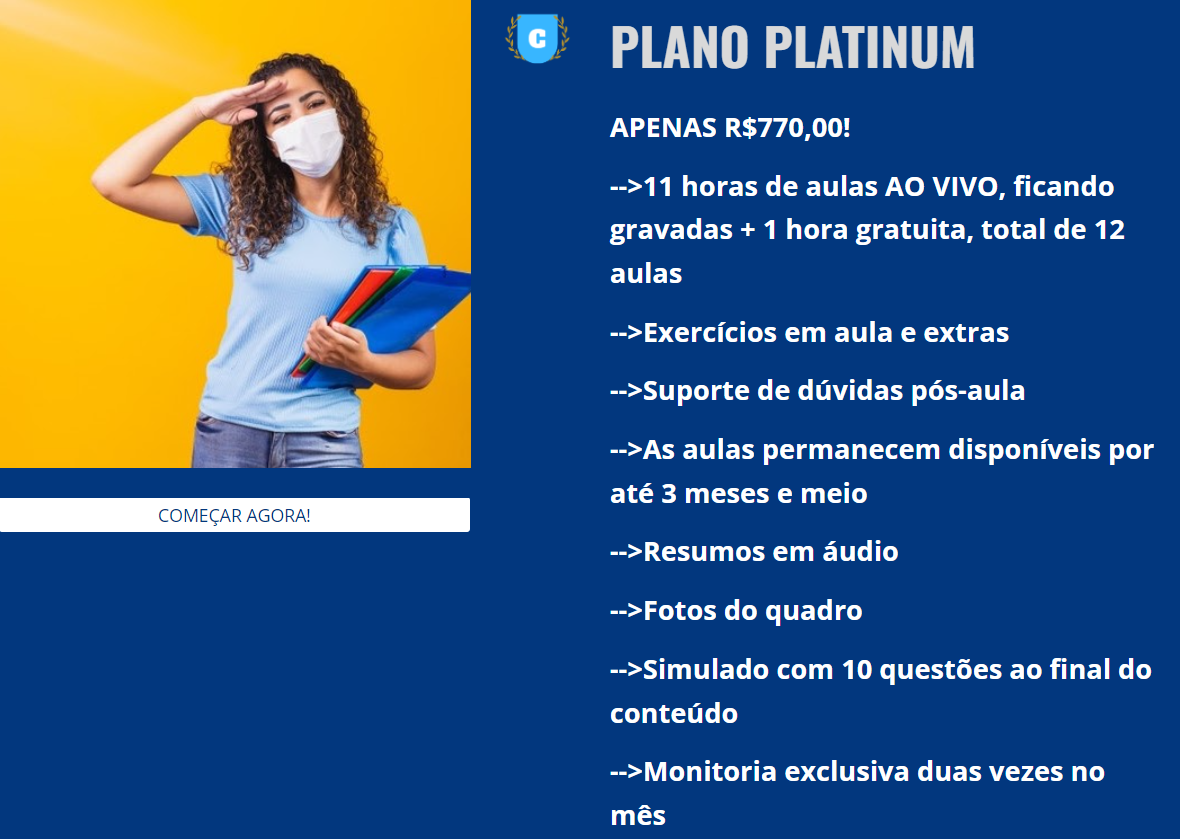 C
PLANO PLATINUM
APENAS R$770,00!
-->11 horas de aulas AO VIVO, ficando
gravadas + 1 hora gratuita, total de 12
aulas
-->Exercícios em aula e extras
-->Suporte de dúvidas pós-aula
-->As aulas permanecem disponíveis por
até 3 meses e meio
-->Resumos em áudio
-->Fotos do quadro
-->Simulado com 10 questões ao final do
conteúdo
-->Monitoria exclusiva duas vezes no
mês
COMEÇAR AGORA!